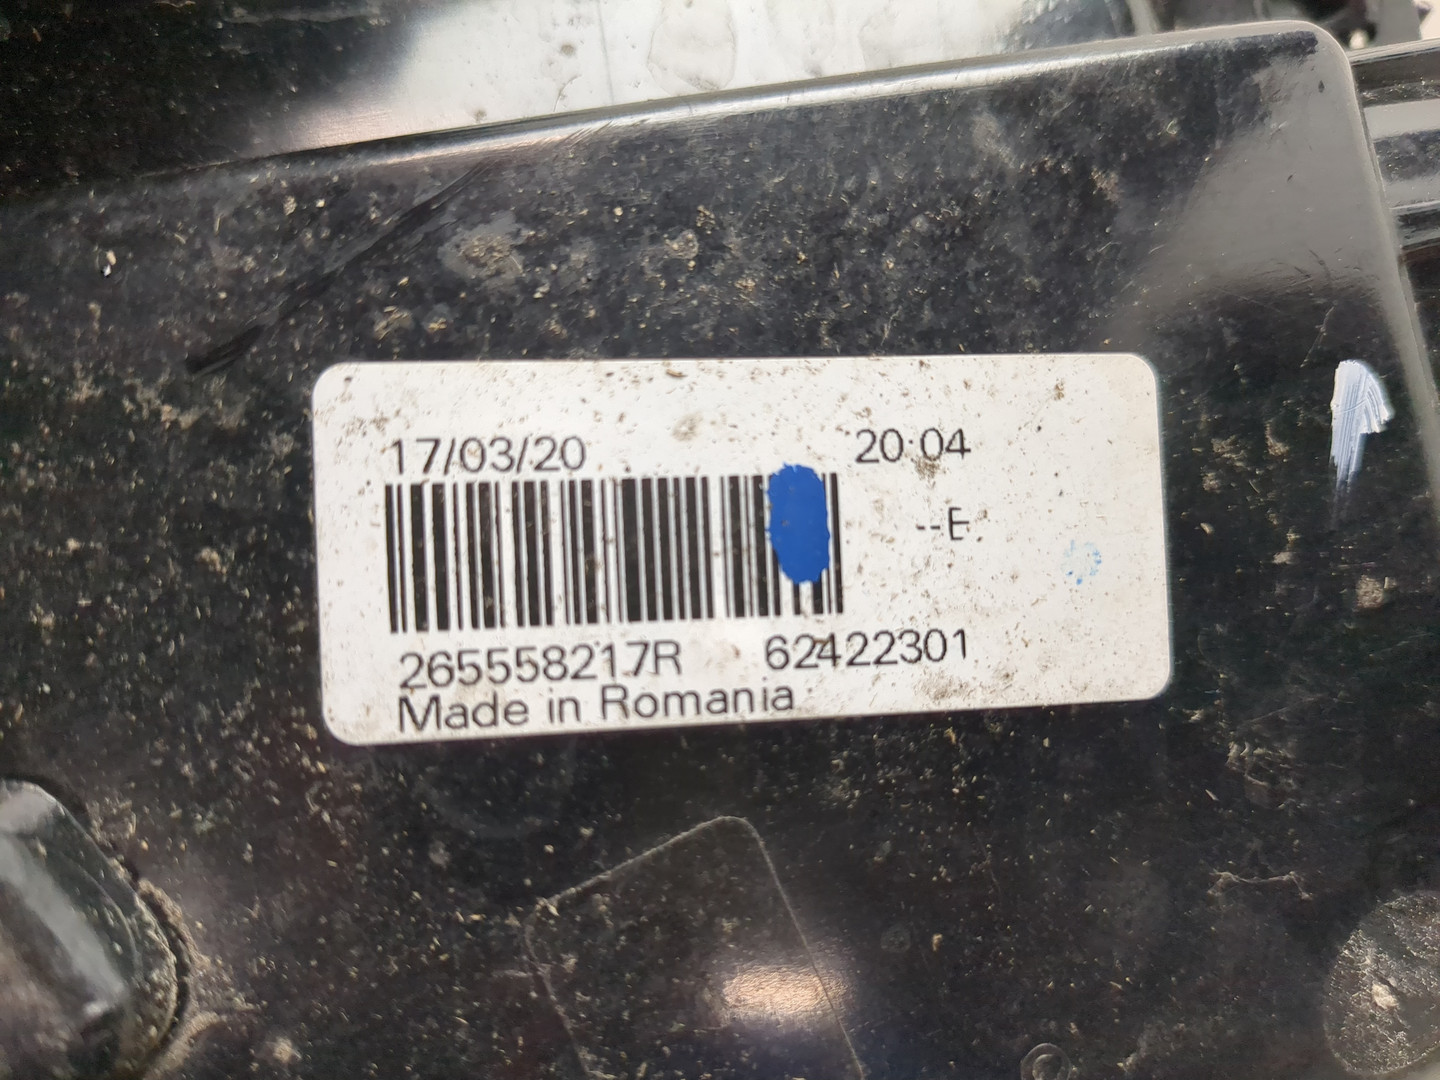 17/03/20 20:04
--E.
265558217R 62422301
Made in Romania